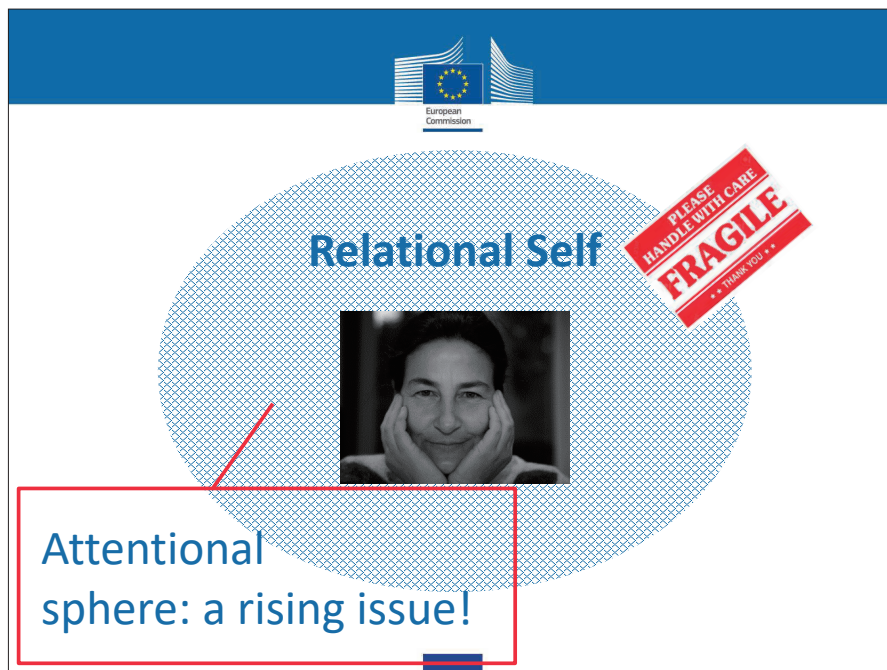 European
Commission
PLEASE
HANDLE WITH CARE
FRAGILE
★ ★ THANK YOU ★ ★
Relational Self
Attentional
sphere: a rising issue!